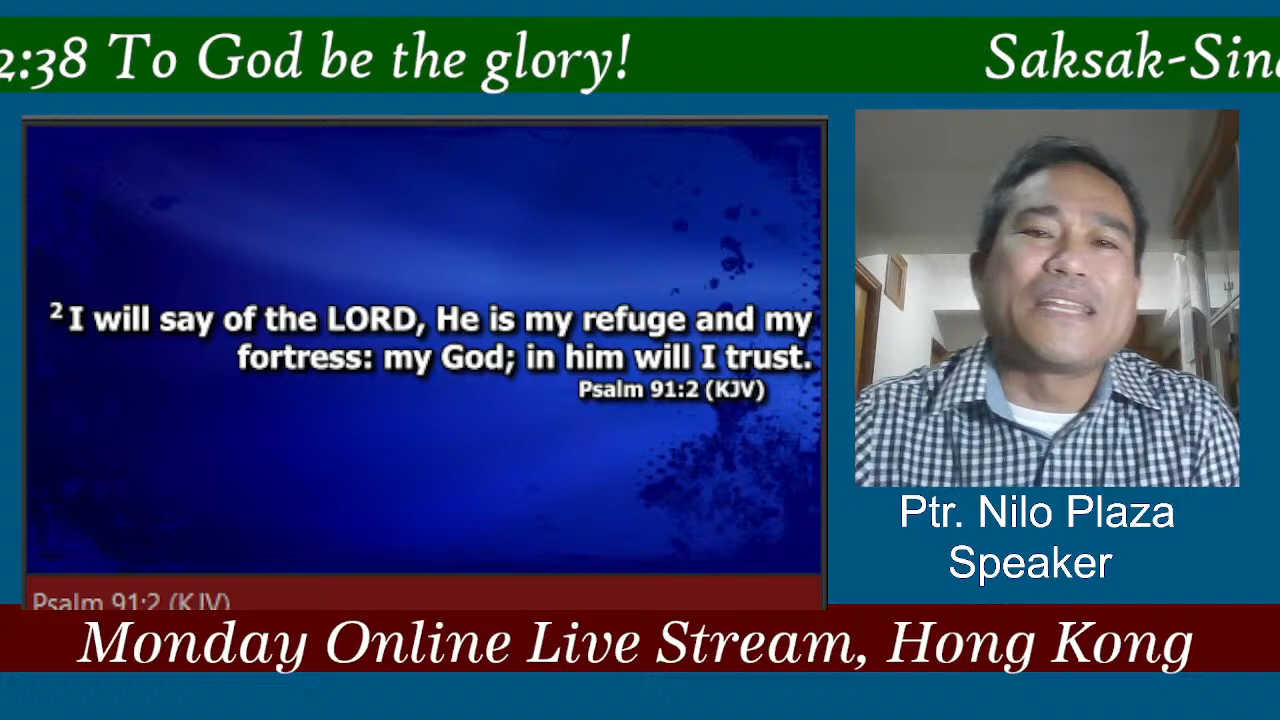 2:38 To God be the glory! Saksak-Sin
2 I will say of the LORD, He is my refuge and my
fortress: my God; in him will I trust.
Psalm 91:2 (KJV)
Psalm 91:2 (KJV)
Ptr. Nilo Plaza
Speaker
Monday Online Live Stream, Hong Kong